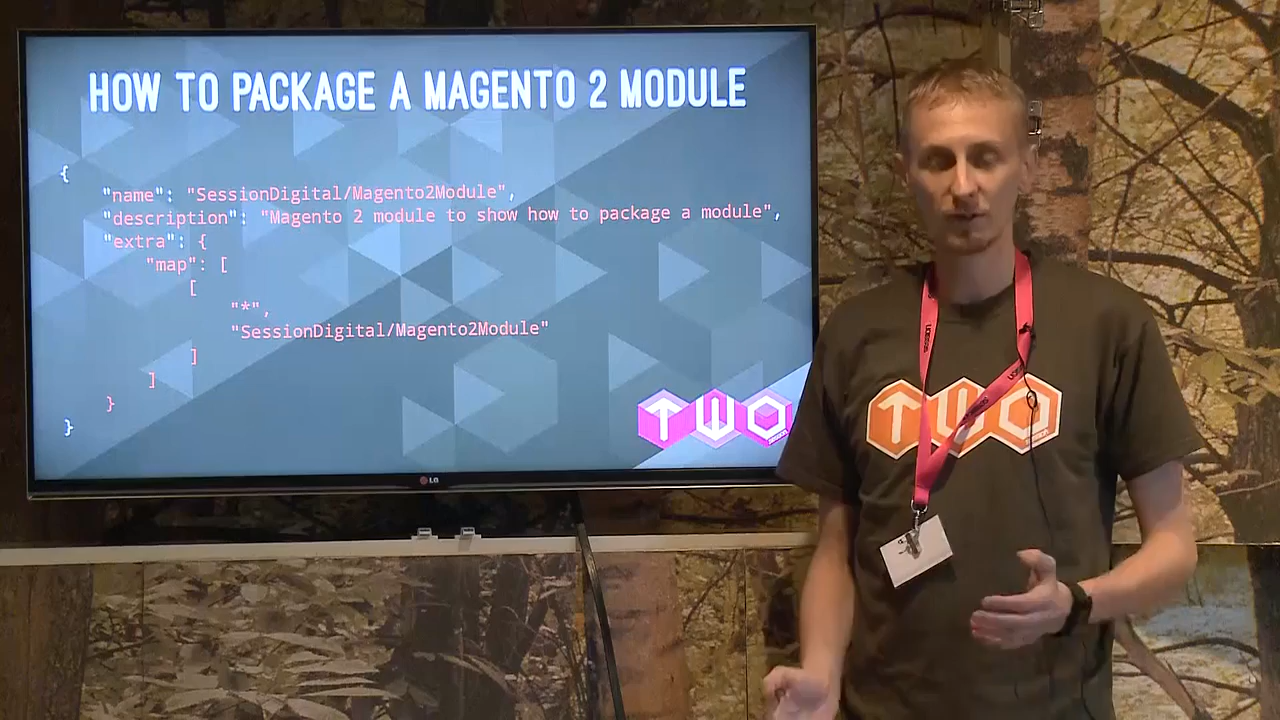 HOW TO PACKAGE A MAGENTO 2 MODULE
{
"name": "SessionDigital/Magento2Module",
"description": "Magento 2 module to show how to package a module",
"extra": {
"map": [
[
"*",
"SessionDigital/Magento2Module"
]
]
}
}
TWO
LG
TWO